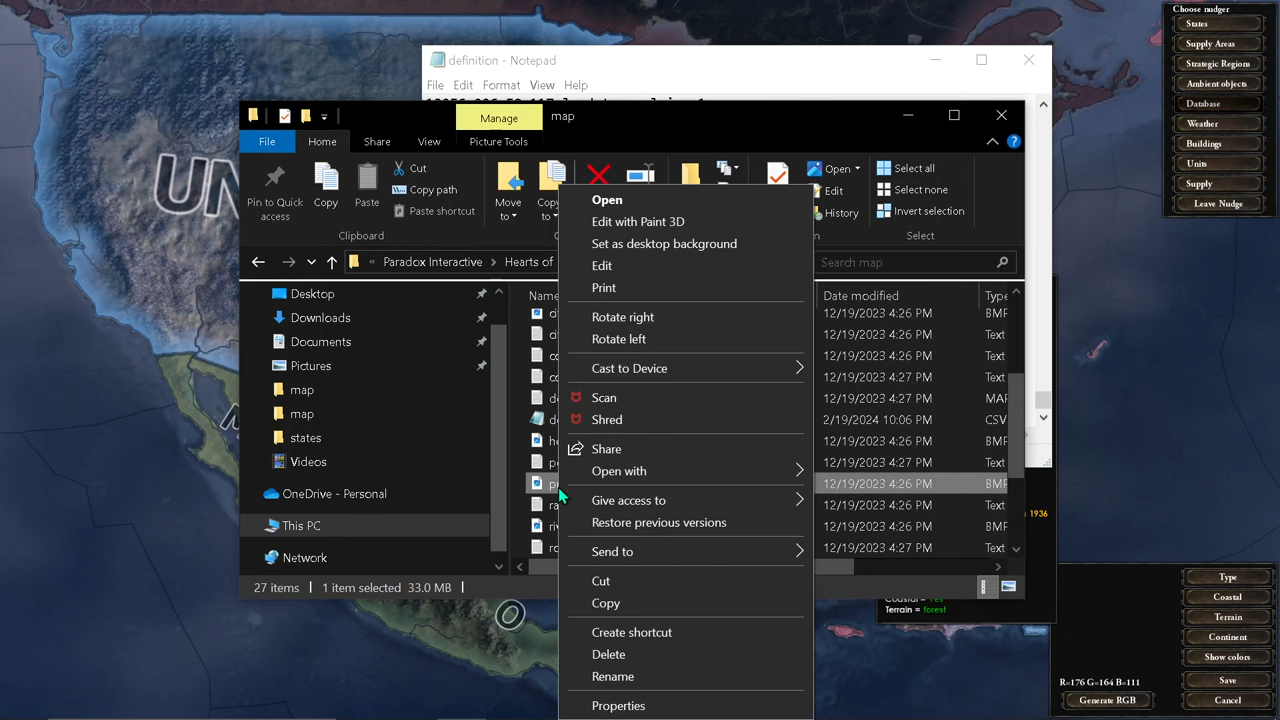 Choose nudger
States
Supply Areas
Strategic Regions
Ambient objects
Database
Weather
Buildings
Units
Supply
Leave Nudge
UN
definition - Notepad
File Edit Format View Help
Manage
map
File Home Share View Picture Tools
Pin to Quick access
Copy
Paste
Cut
Copy path
Paste shortcut
Clipboard
Move to
Copy to
Open
Edit
History
Select all
Select none
Invert selection
Select
« Paradox Interactive > Hearts of
Search map
Desktop
Downloads
Documents
Pictures
map
map
states
Videos
OneDrive - Personal
This PC
Network
Date modified
12/19/2023 4:26 PM BMP
12/19/2023 4:26 PM Text
12/19/2023 4:26 PM Text
12/19/2023 4:27 PM Text
12/19/2023 4:27 PM MAP
2/19/2024 10:06 PM CSV
12/19/2023 4:26 PM BMP
12/19/2023 4:26 PM Text
12/19/2023 4:26 PM BMP
12/19/2023 4:27 PM Text
12/19/2023 4:26 PM BMP
12/19/2023 4:27 PM Text
27 items 1 item selected 33.0 MB
Open
Edit with Paint 3D
Set as desktop background
Edit
Print
Rotate right
Rotate left
Cast to Device
Scan
Shred
Share
Open with
Give access to
Restore previous versions
Send to
Cut
Copy
Create shortcut
Delete
Rename
Properties
1936
Coastal = Yes
Terrain = forest
Type
Coastal
Terrain
Continent
Show colors
R=176 G=164 B=111
Save
Generate RGB
Cancel